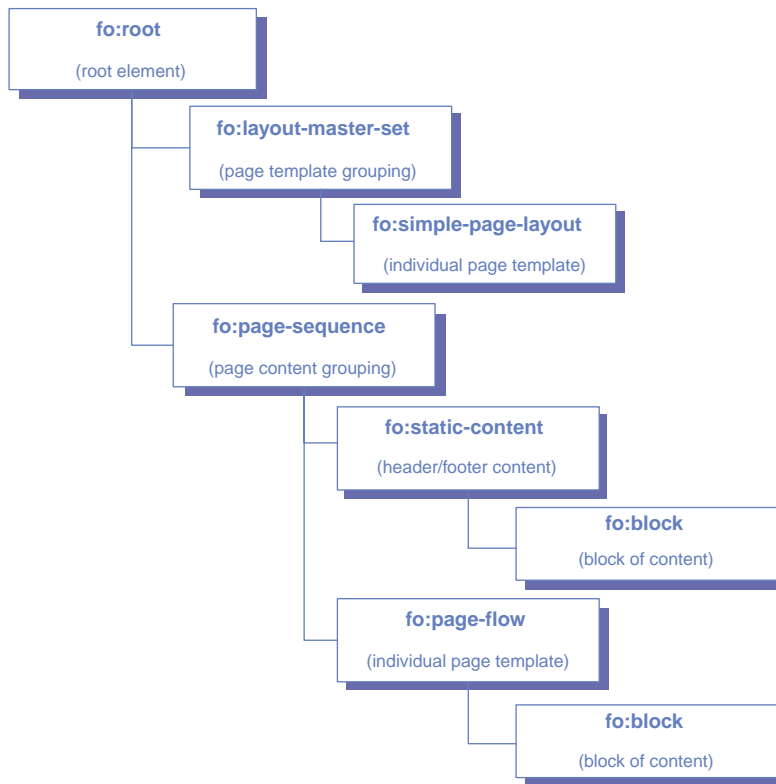 fo:root
(root element)
fo:layout-master-set
(page template grouping)
fo:simple-page-layout
(individual page template)
fo:page-sequence
(page content grouping)
fo:static-content
(header/footer content)
fo:block
(block of content)
fo:page-flow
(individual page template)
fo:block
(block of content)